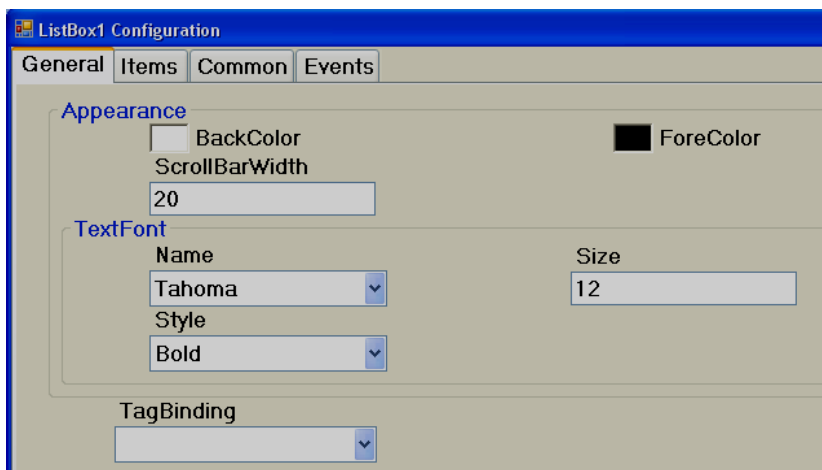 ListBox1 Configuration
General Items Common Events
Appearance
BackColor ForeColor
ScrollBarWidth
20
TextFont
Name Size
Tahoma 12
Style
Bold
TagBinding